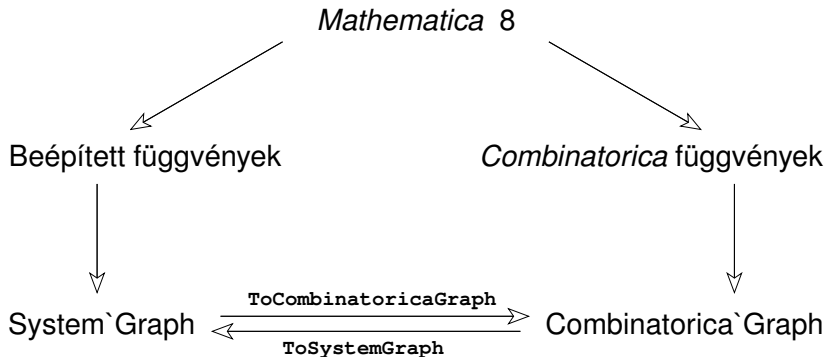 Mathematica 8
Beépített függvények
Combinatorica függvények
ToCombinatoricaGraph
System`Graph
Combinatorica`Graph
ToSystemGraph